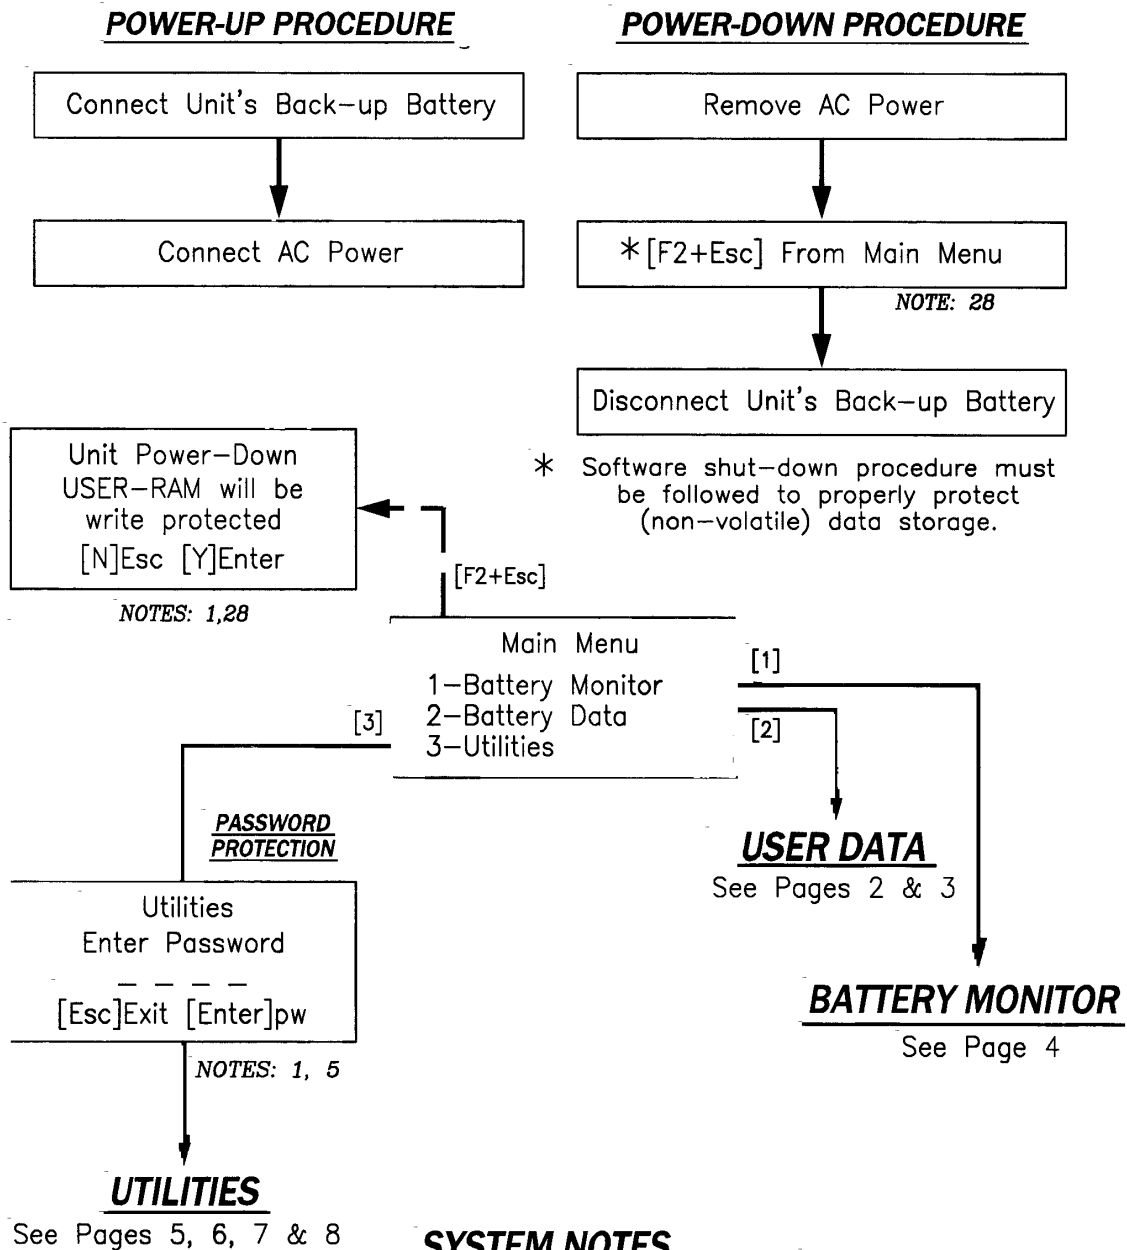 POWER-UP PROCEDURE
Connect Unit's Back-up Battery
Connect AC Power
POWER-DOWN PROCEDURE
Remove AC Power
*[F2+Esc] From Main Menu
NOTE: 28
Disconnect Unit's Back-up Battery
* Software shut-down procedure must
be followed to properly protect
(non-volatile) data storage.
Unit Power-Down
USER-RAM will be
write protected
[N]Esc [Y]Enter
NOTES: 1,28
[F2+Esc]
Main Menu
1-Battery Monitor
2-Battery Data
3-Utilities
[1]
[2]
[3]
USER DATA
See Pages 2 & 3
BATTERY MONITOR
See Page 4
PASSWORD
PROTECTION
Utilities
Enter Password
_ _ _ _
[Esc]Exit [Enter]pw
NOTES: 1, 5
UTILITIES
See Pages 5, 6, 7 & 8
SYSTEM NOTES